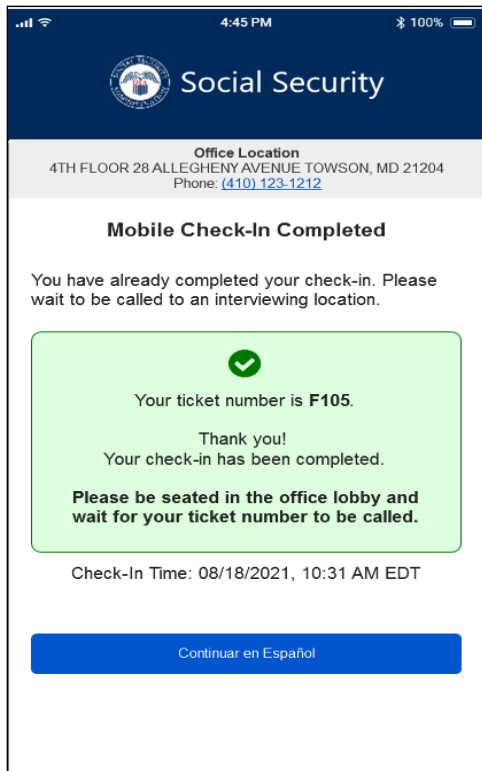 4:45 PM
100%
Social Security
Office Location
4TH FLOOR 28 ALLEGHENY AVENUE TOWSON, MD 21204
Phone: (410) 123-1212
Mobile Check-In Completed
You have already completed your check-in. Please
wait to be called to an interviewing location.
Your ticket number is F105.
Thank you!
Your check-in has been completed.
Please be seated in the office lobby and
wait for your ticket number to be called.
Check-In Time: 08/18/2021, 10:31 AM EDT
Continuar en Español